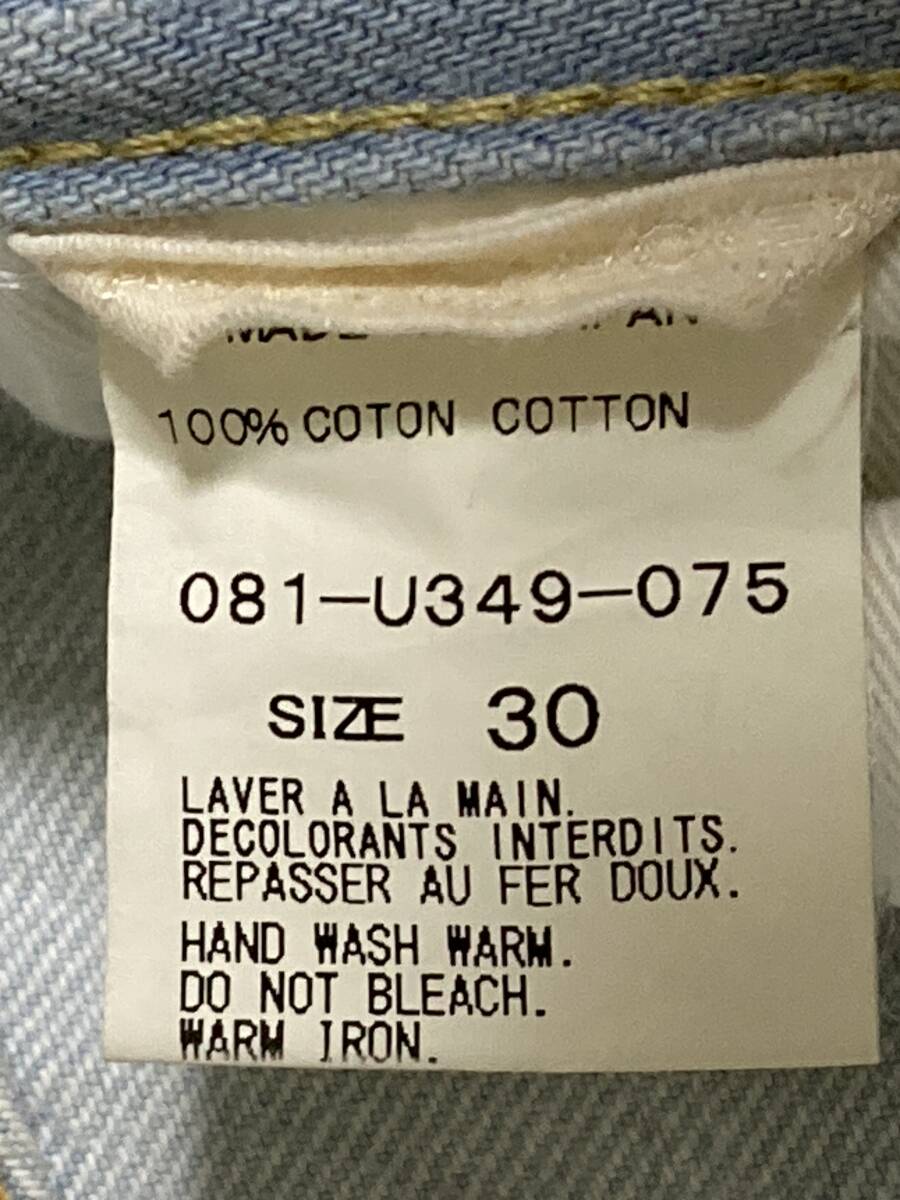 MADE
100% COTON COTTON
081-U349-075
SIZE 30
LAVER A LA MAIN.
DECOLORANTS INTERDITS.
REPASSER AU FER DOUX.
HAND WASH WARM.
DO NOT BLEACH.
WARM IRON.